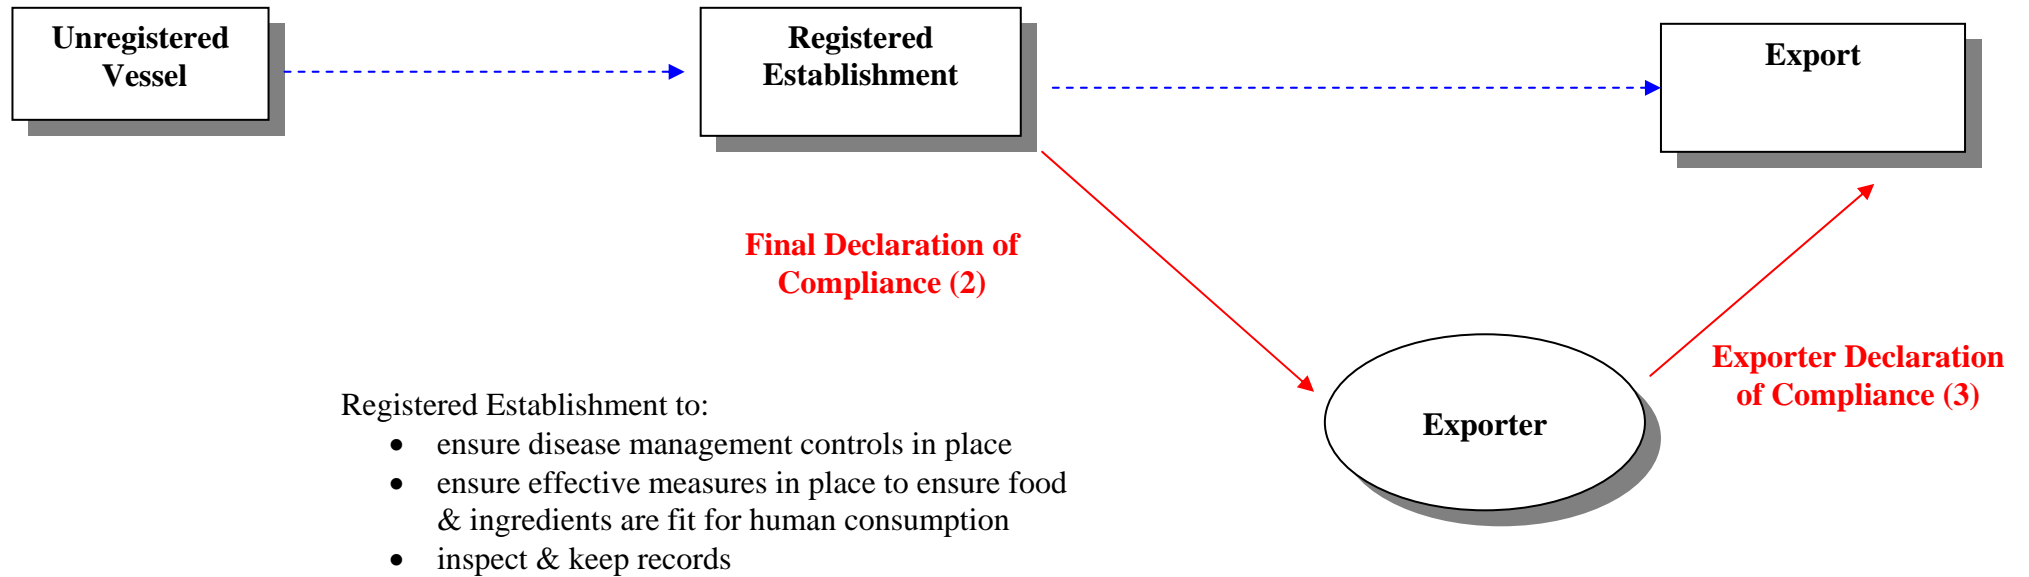 Unregistered
Vessel
Registered
Establishment
Export
Final Declaration of
Compliance (2)
Exporter Declaration
of Compliance (3)
Exporter
Registered Establishment to:
• ensure disease management controls in place
• ensure effective measures in place to ensure food
& ingredients are fit for human consumption
• inspect & keep records